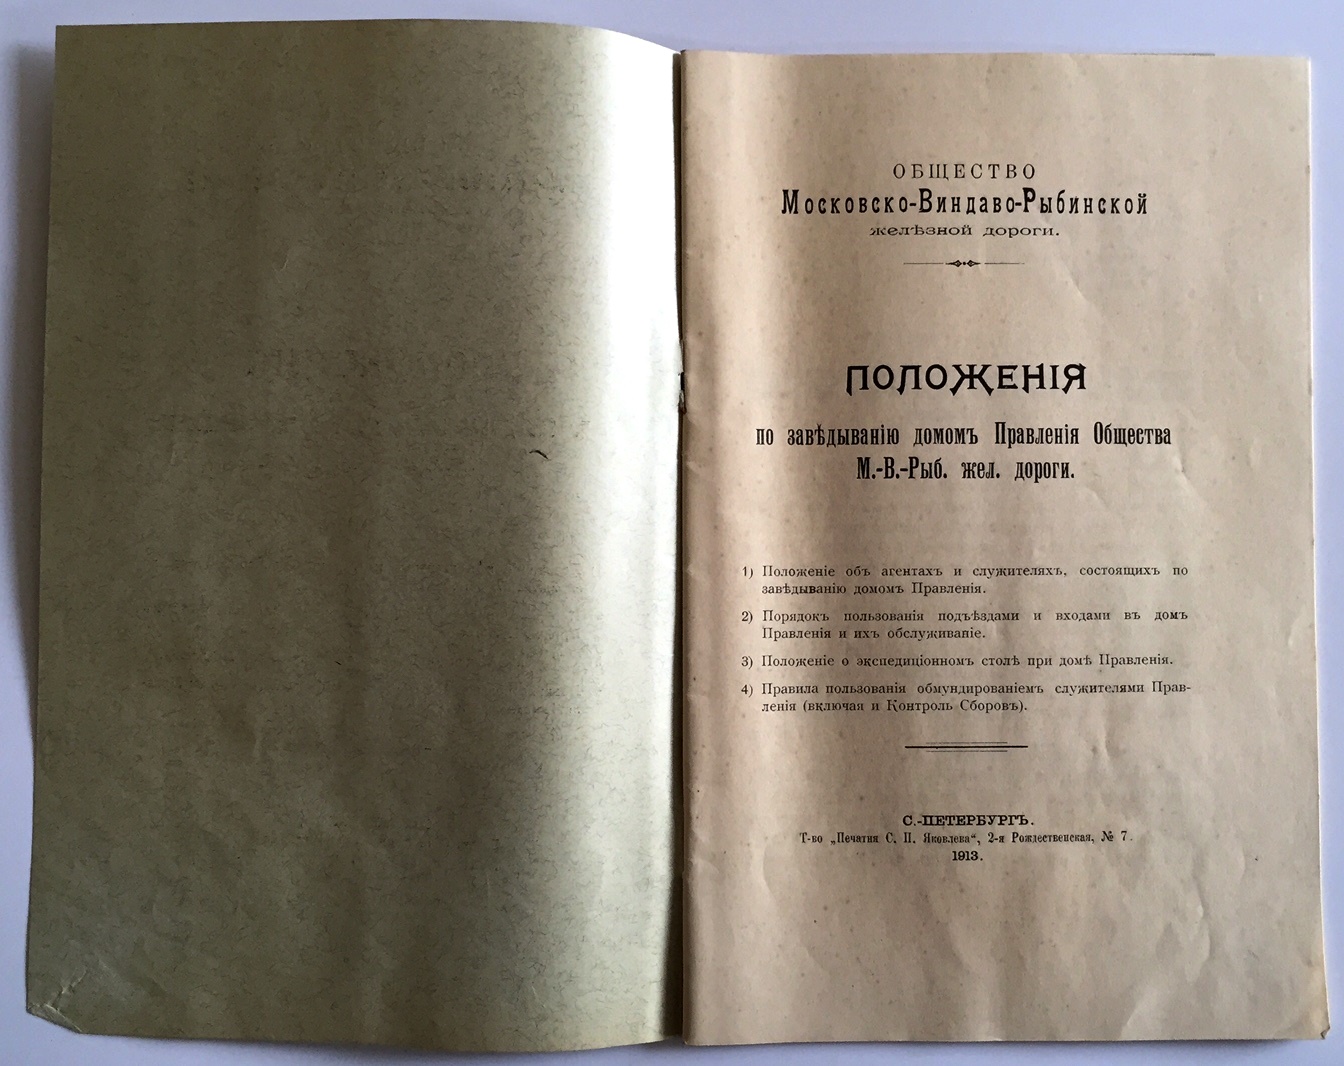 ОБЩЕСТВО
Московско-Виндаво-Рыбинской
желѣзной дороги.
ПОЛОЖЕНІЯ
по завѣдыванію домомъ Правленія Общества
М.-В.-Рыб. жел. дороги.
1) Положеніе объ агентахъ и служителяхъ, состоящихъ по
завѣдыванію домомъ Правленія.
2) Порядокъ пользованія подъѣздами и входами въ домъ
Правленія и ихъ обслуживаніе.
3) Положеніе о экспедиціонномъ столѣ при домѣ Правленія.
4) Правила пользованія обмундированіемъ служителями Прав-
ленія (включая и Контроль Сборовъ).
С.-ПЕТЕРБУРГЪ.
Т-во „Печатня С. П. Яковлева“, 2-я Рождественская, № 7.
1913.